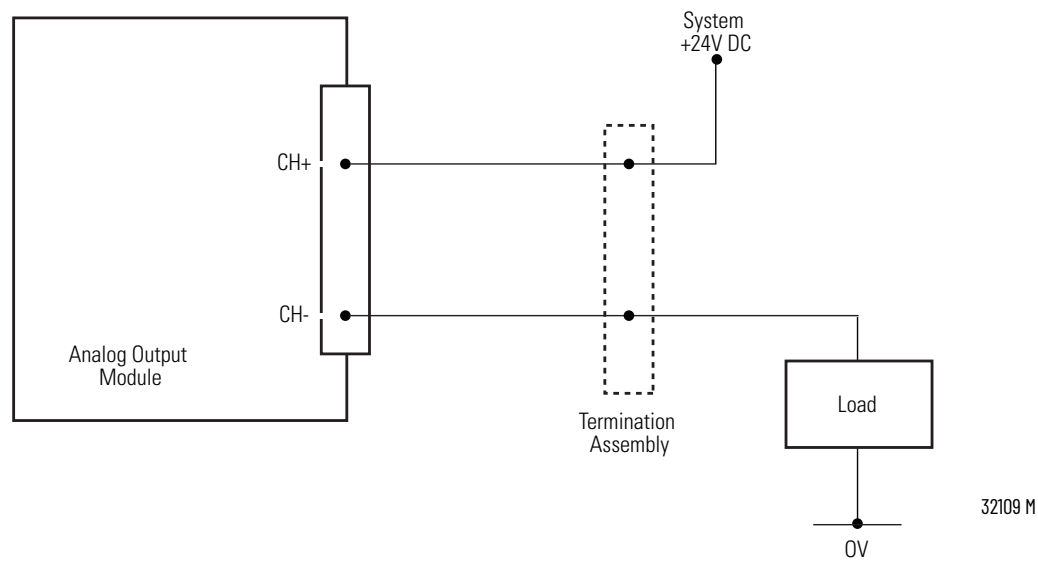 System
+24V DC
CH+
CH-
Analog Output
Module
Termination
Assembly
Load
32109 M
0V